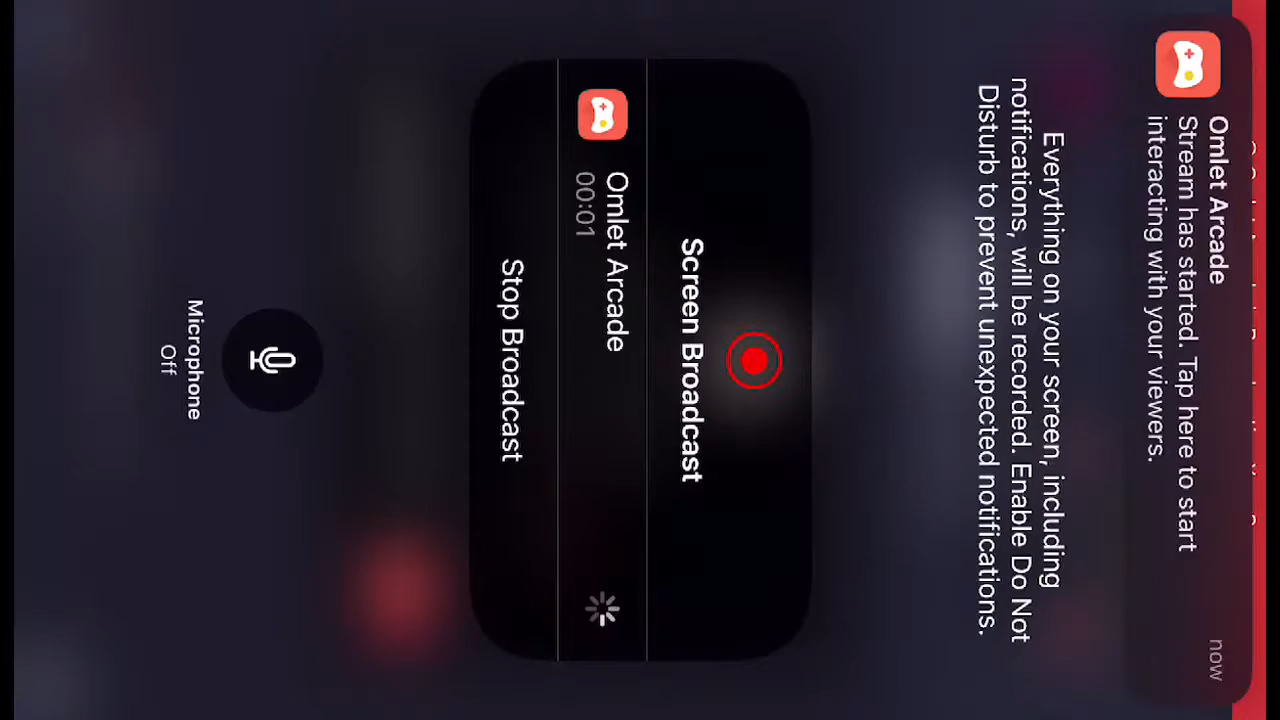 Omlet Arcade
now
Stream has started. Tap here to start
interacting with your viewers.
Everything on your screen, including
notifications, will be recorded. Enable Do Not
Disturb to prevent unexpected notifications.
Screen Broadcast
Omlet Arcade
00:01
Stop Broadcast
Microphone
Off